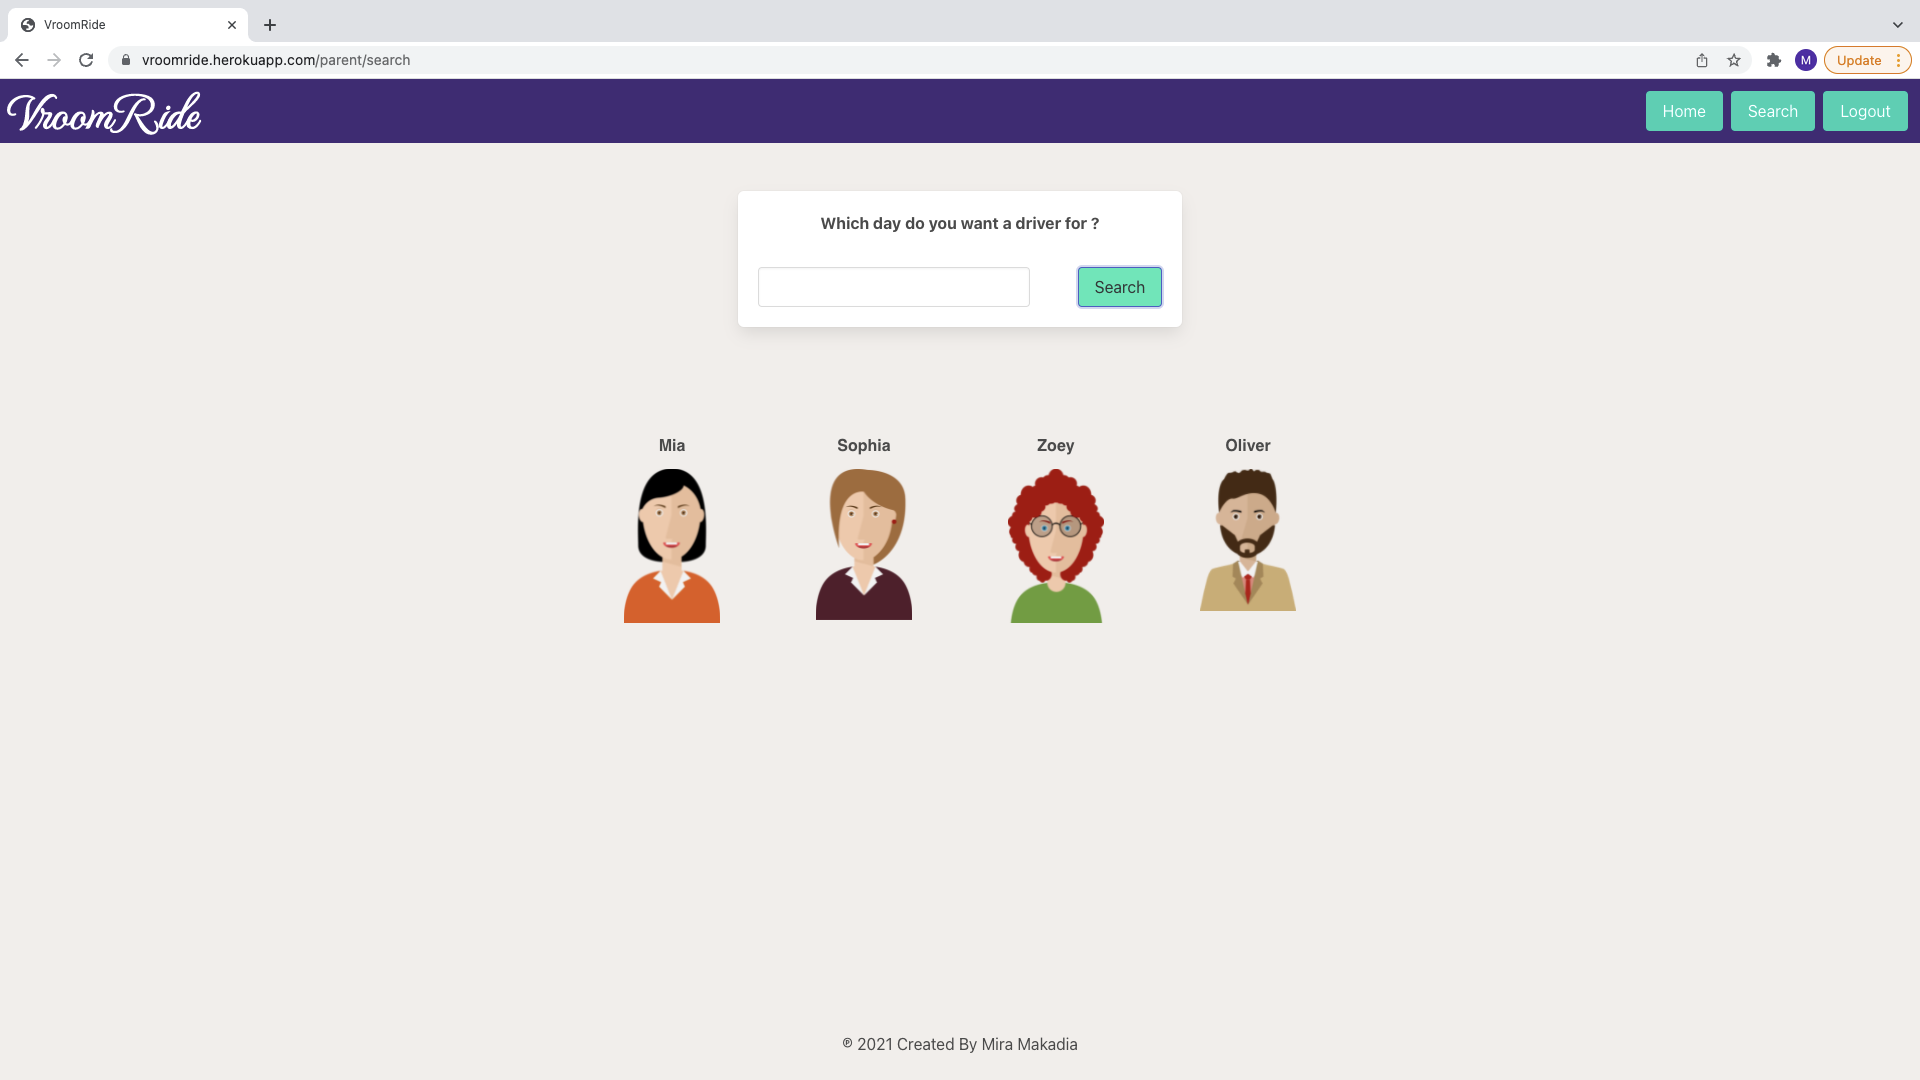 VroomRide
vroomride.herokuapp.com/parent/search
M
Update
VroomRide
Home
Search
Logout
Which day do you want a driver for ?
Search
Mia
Sophia
Zoey
Oliver
℗ 2021 Created By Mira Makadia